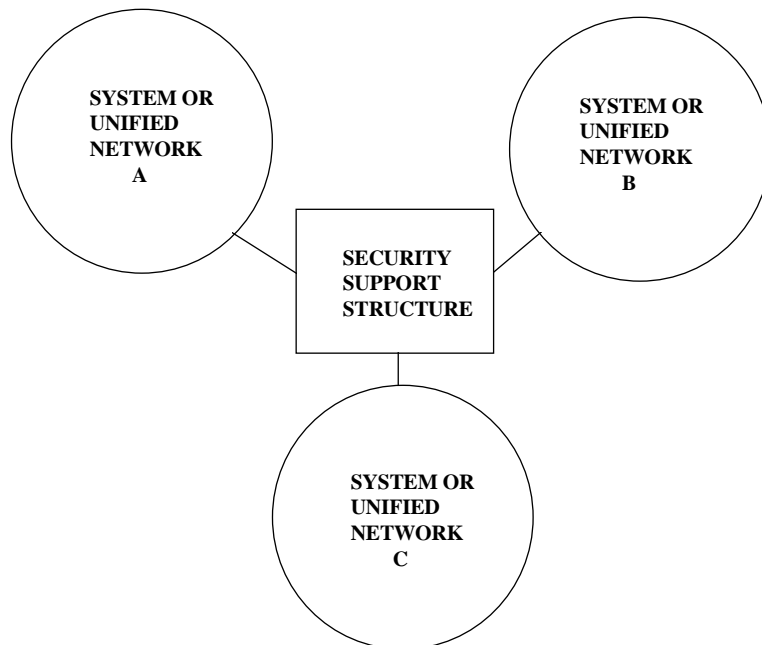 SYSTEM OR
UNIFIED
NETWORK
A
SYSTEM OR
UNIFIED
NETWORK
B
SECURITY
SUPPORT
STRUCTURE
SYSTEM OR
UNIFIED
NETWORK
C